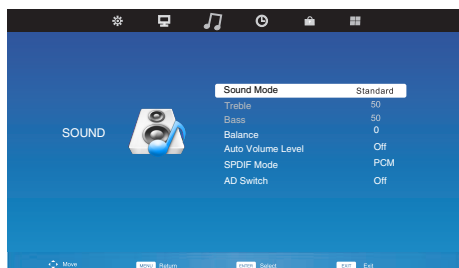 SOUND
Sound Mode Standard
Treble 50
Bass 50
Balance 0
Auto Volume Level Off
SPDIF Mode PCM
AD Switch Off
Move MENU Return ENTER Select EXIT Exit